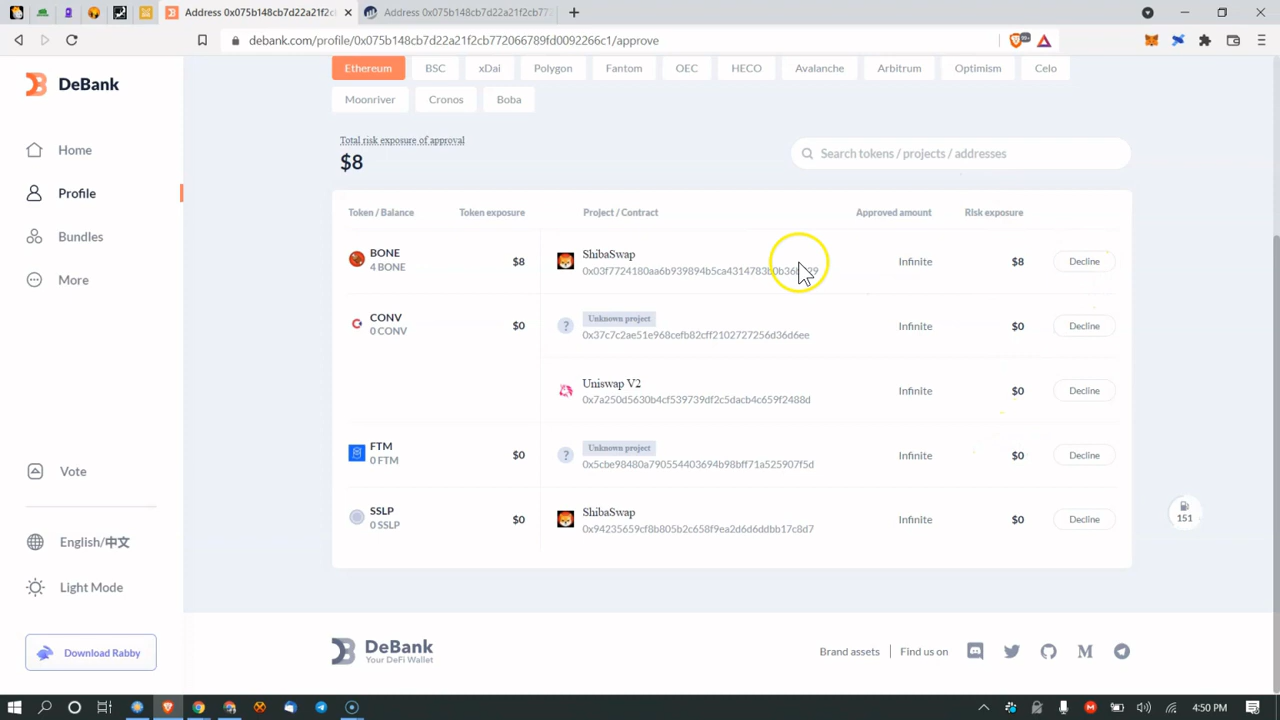 Address 0x075b148cb7d22a21f2cl
Address 0x075b148cb7d22a21f2cb77
debank.com/profile/0x075b148cb7d22a21f2cb772066789fd0092266c1/approve
99+
DeBank
Home
Profile
Bundles
More
Vote
English/中文
Light Mode
Download Rabby
Ethereum BSC xDai Polygon Fantom OEC HECO Avalanche Arbitrum Optimism Celo
Moonriver Cronos Boba
Total risk exposure of approval
$8
Search tokens / projects / addresses
Token / Balance Token exposure Project / Contract Approved amount Risk exposure
BONE
4 BONE
$8
ShibaSwap
Infinite $8 Decline
CONV
0 CONV
$0
Unknown project
0x37c7c2ae51e968cefb82cff2102727256d36d6ee
Infinite $0 Decline
Uniswap V2
0x7a250d5630b4cf539739df2c5dacb4c659f2488d
Infinite $0 Decline
FTM
0 FTM
$0
Unknown project
0x5cbe98480a790554403694b98bff71a525907f5d
Infinite $0 Decline
SSLP
0 SSLP
$0
ShibaSwap
0x94235659cf8b805b2c658f9ea2d6d6ddbb17c8d7
Infinite $0 Decline
151
DeBank
Your DeFi Wallet
Brand assets Find us on
4:50 PM